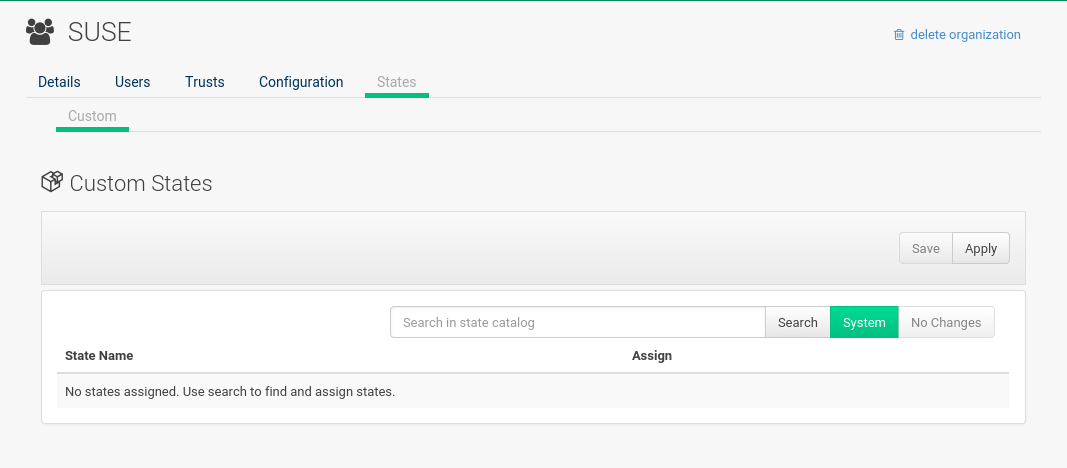 SUSE
delete organization
Details Users Trusts Configuration States
Custom
Custom States
Save Apply
Search in state catalog Search System No Changes
State Name Assign
No states assigned. Use search to find and assign states.